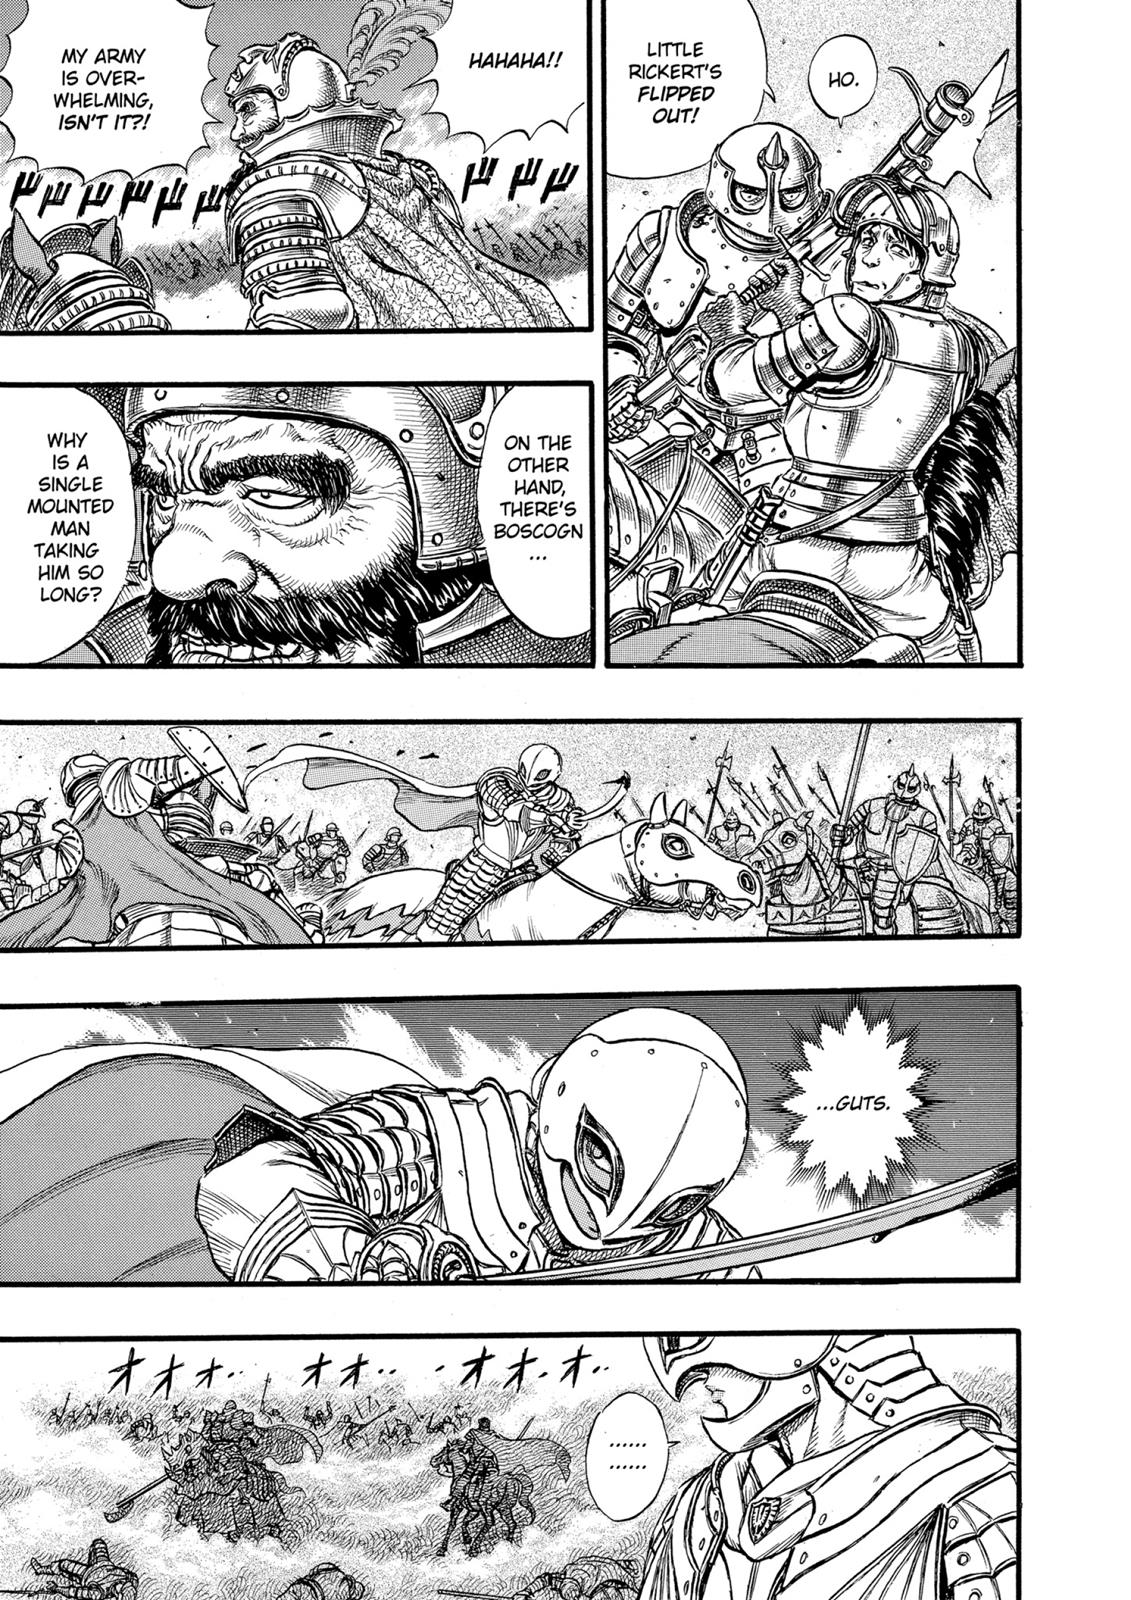 HO.
LITTLE
RICKERT'S
FLIPPED
OUT!
HAHAHA!!
MY ARMY
IS OVER-
WHELMING,
ISN'T IT?!
ドドドドドドドドド
ON THE
OTHER
HAND,
THERE'S
BOSCOGN
...
WHY
IS A
SINGLE
MOUNTED
MAN
TAKING
HIM SO
LONG?
...GUTS.
......
......
オオオ‥ オオ‥ ・オオ.オ‥